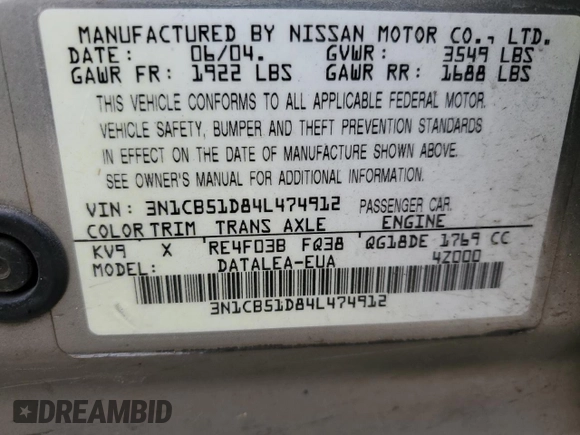 MANUFACTURED BY NISSAN MOTOR CO., LTD.
DATE: 06/04. GVWR: 3549 LBS
GAWR FR: 1922 LBS GAWR RR: 1688 LBS
THIS VEHICLE CONFORMS TO ALL APPLICABLE FEDERAL MOTOR.
VEHICLE SAFETY, BUMPER AND THEFT PREVENTION STANDARDS
IN EFFECT ON THE DATE OF MANUFACTURE SHOWN ABOVE.
SEE OWNER'S MANUAL FOR ADDITIONAL INFORMATION.
VIN: 3N1CB51D84L474912 PASSENGER CAR.
COLOR TRIM TRANS AXLE ENGINE
KV9 X RE4F03B FQ38 QG18DE 1769 CC
MODEL: DATALEA-EUA 4Z000
3N1CB51D84L474912
DREAMBID